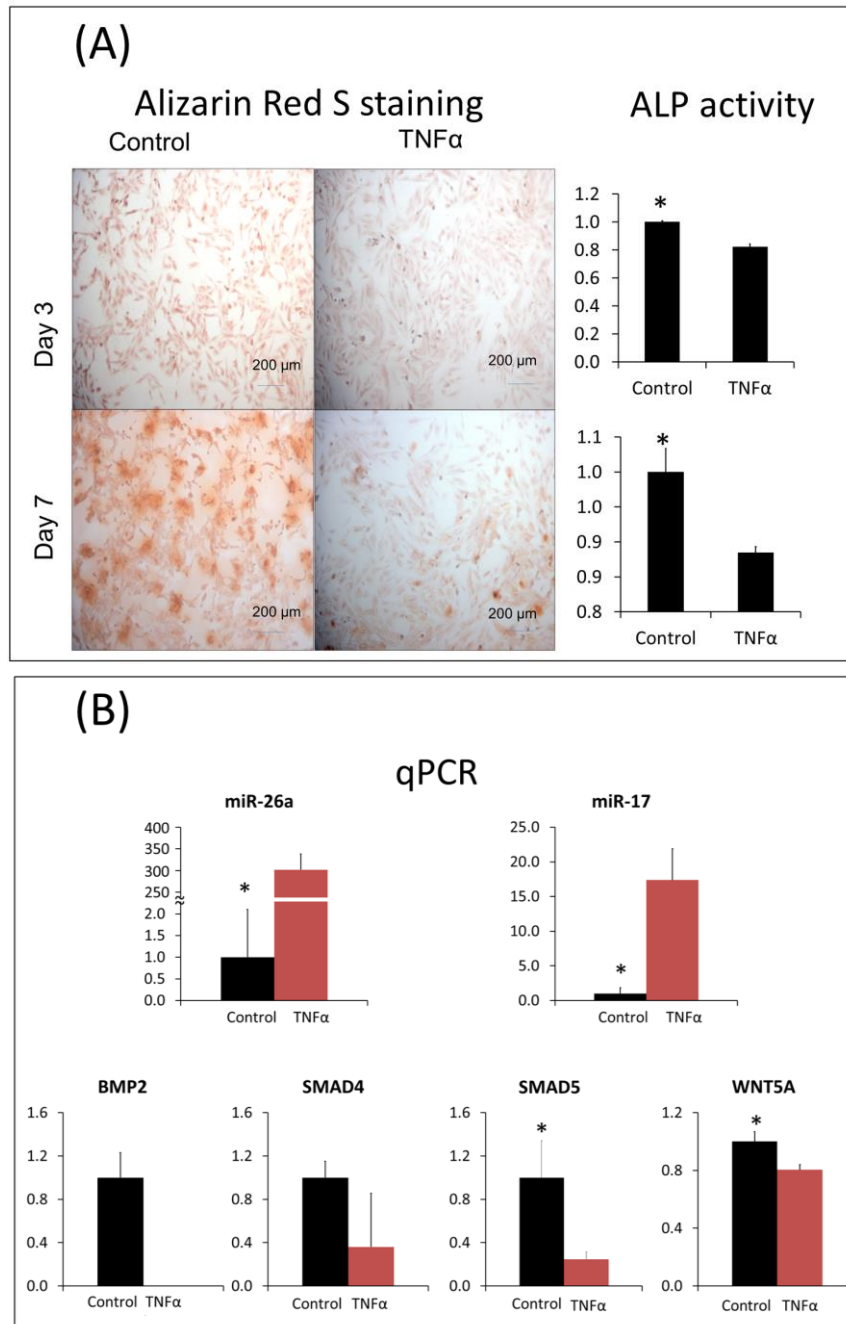 (A)
Alizarin Red S staining
ALP activity
Control
TNFα
Day 3
200 µm
200 µm
1.2
1.0
0.8
0.6
0.4
0.2
0.0
*
Control
TNFα
Day 7
200 µm
200 µm
1.1
1.0
1.0
0.9
0.9
0.8
*
Control
TNFα
(B)
qPCR
miR-26a
400
350
300
250
2.0
1.5
1.0
0.5
0.0
*
Control TNFα
miR-17
25.0
20.0
15.0
10.0
5.0
0.0
*
Control TNFα
BMP2
1.6
1.2
0.8
0.4
0.0
Control TNFα
SMAD4
1.6
1.2
0.8
0.4
0.0
Control TNFα
SMAD5
1.6
1.2
0.8
0.4
0.0
*
Control TNFα
WNT5A
1.2
0.8
0.4
0.0
*
Control TNFα